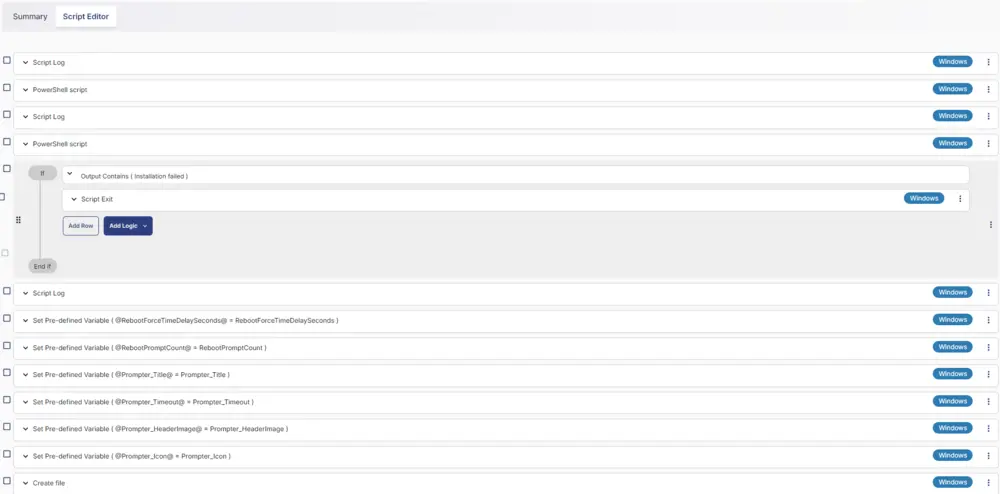 Summary Script Editor
Script Log Windows
PowerShell script Windows
Script Log Windows
PowerShell script Windows
If Output Contains ( Installation failed )
Script Exit Windows
Add Row Add Logic
End If
Script Log Windows
Set Pre-defined Variable ( @RebootForceTimeDelaySeconds@ = RebootForceTimeDelaySeconds ) Windows
Set Pre-defined Variable ( @RebootPromptCount@ = RebootPromptCount ) Windows
Set Pre-defined Variable ( @Prompter_Title@ = Prompter_Title ) Windows
Set Pre-defined Variable ( @Prompter_Timeout@ = Prompter_Timeout ) Windows
Set Pre-defined Variable ( @Prompter_HeaderImage@ = Prompter_HeaderImage ) Windows
Set Pre-defined Variable ( @Prompter_Icon@ = Prompter_Icon ) Windows
Create file Windows